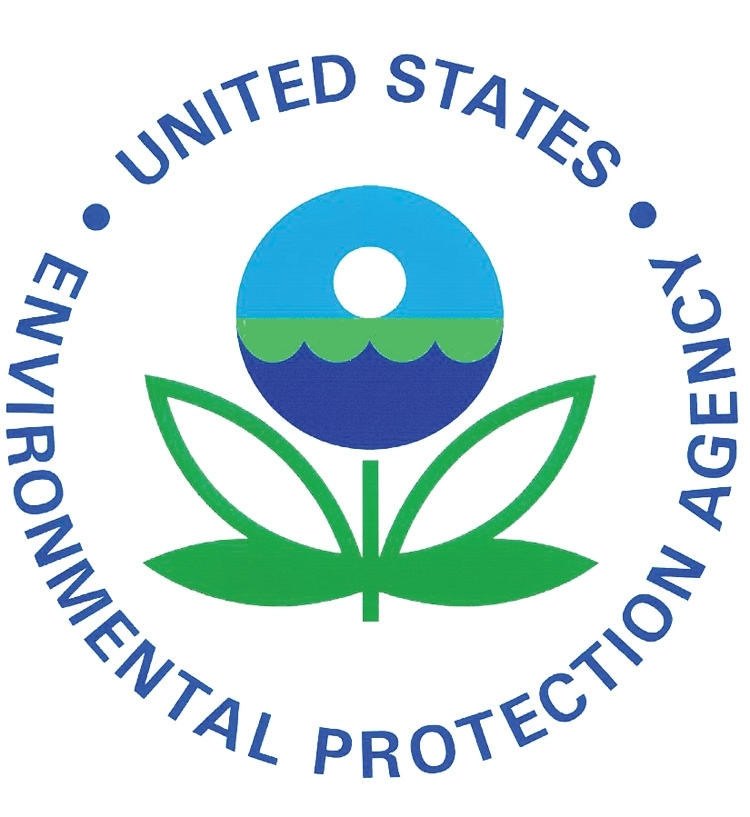 UNITED STATES
ENVIRONMENTAL PROTECTION AGENCY